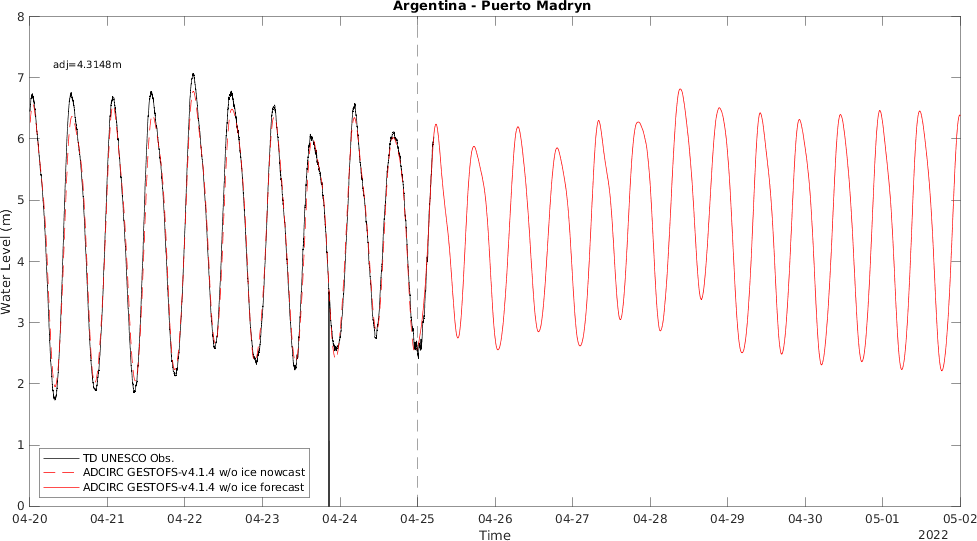 Argentina - Puerto Madryn
8
7
6
5
4
3
2
1
0
Water Level (m)
adj=4.3148m
TD UNESCO Obs.
ADCIRC GESTOFS-v4.1.4 w/o ice nowcast
ADCIRC GESTOFS-v4.1.4 w/o ice forecast
04-20 04-21 04-22 04-23 04-24 04-25 04-26 04-27 04-28 04-29 04-30 05-01 05-02
Time
2022